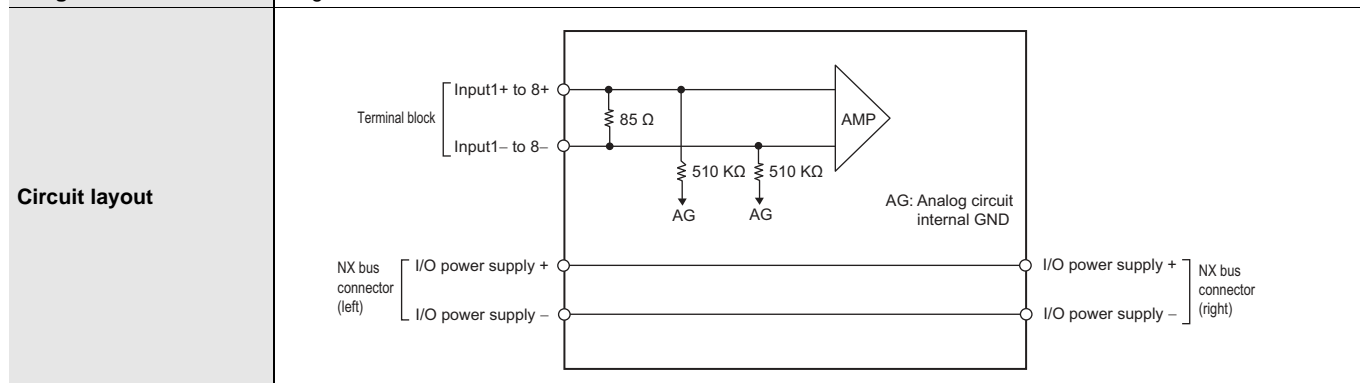 Circuit layout
Terminal block
Input1+ to 8+
Input1– to 8–
85 Ω
AMP
510 KΩ
510 KΩ
AG
AG
AG: Analog circuit
internal GND
NX bus
connector
(left)
I/O power supply +
I/O power supply –
I/O power supply +
I/O power supply –
NX bus
connector
(right)